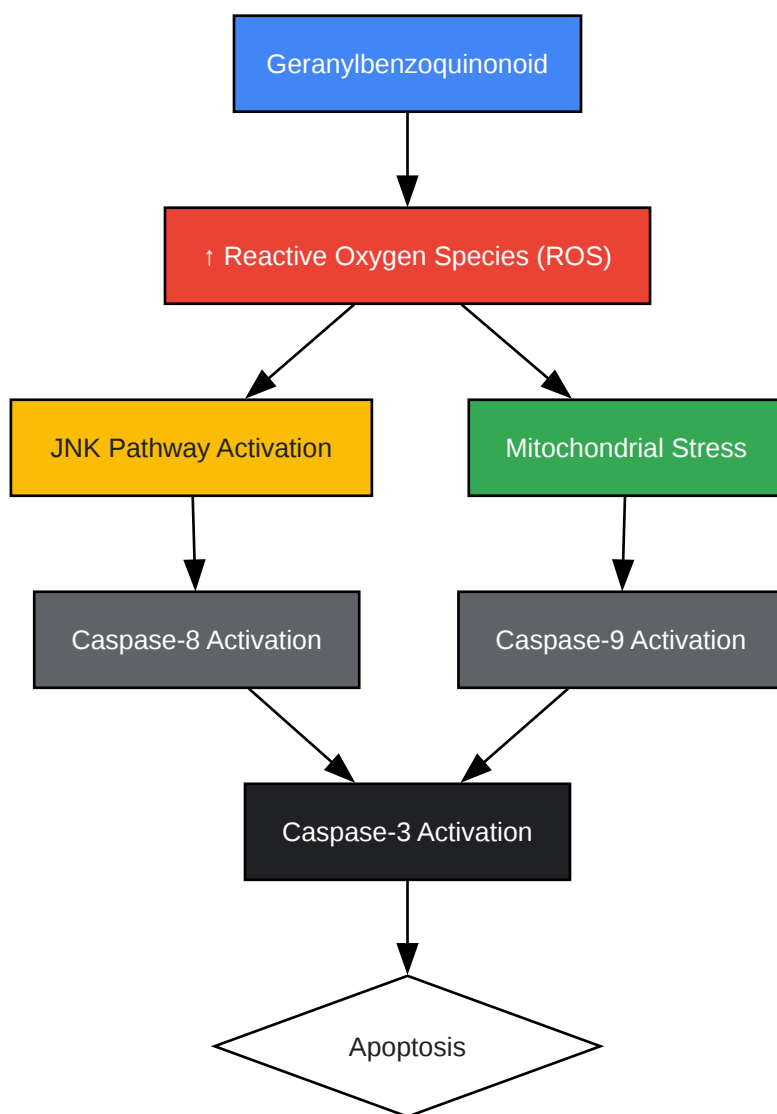 Geranylbenzoquinonoid
↑ Reactive Oxygen Species (ROS)
JNK Pathway Activation
Mitochondrial Stress
Caspase-8 Activation
Caspase-9 Activation
Caspase-3 Activation
Apoptosis